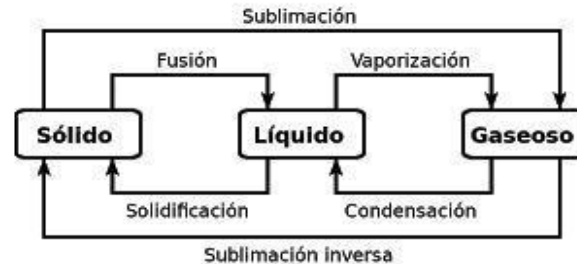 Sublimación
Fusión Vaporización
Sólido Líquido Gaseoso
Solidificación Condensación
Sublimación inversa